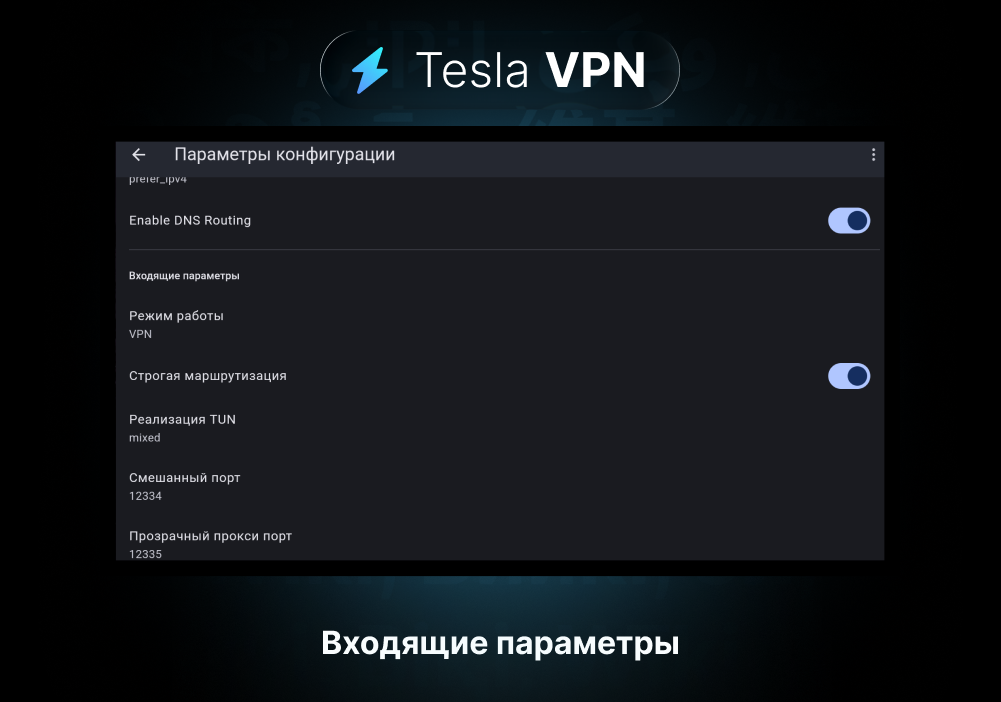 Tesla VPN
Параметры конфигурации
prefer_ipv4
Enable DNS Routing
Входящие параметры
Режим работы
VPN
Строгая маршрутизация
Реализация TUN
mixed
Смешанный порт
12334
Прозрачный прокси порт
12335
Входящие параметры